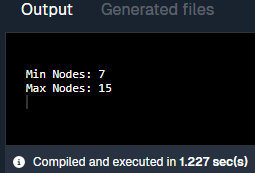 Output Generated files
Min Nodes: 7
Max Nodes: 15
Compiled and executed in 1.227 sec(s)